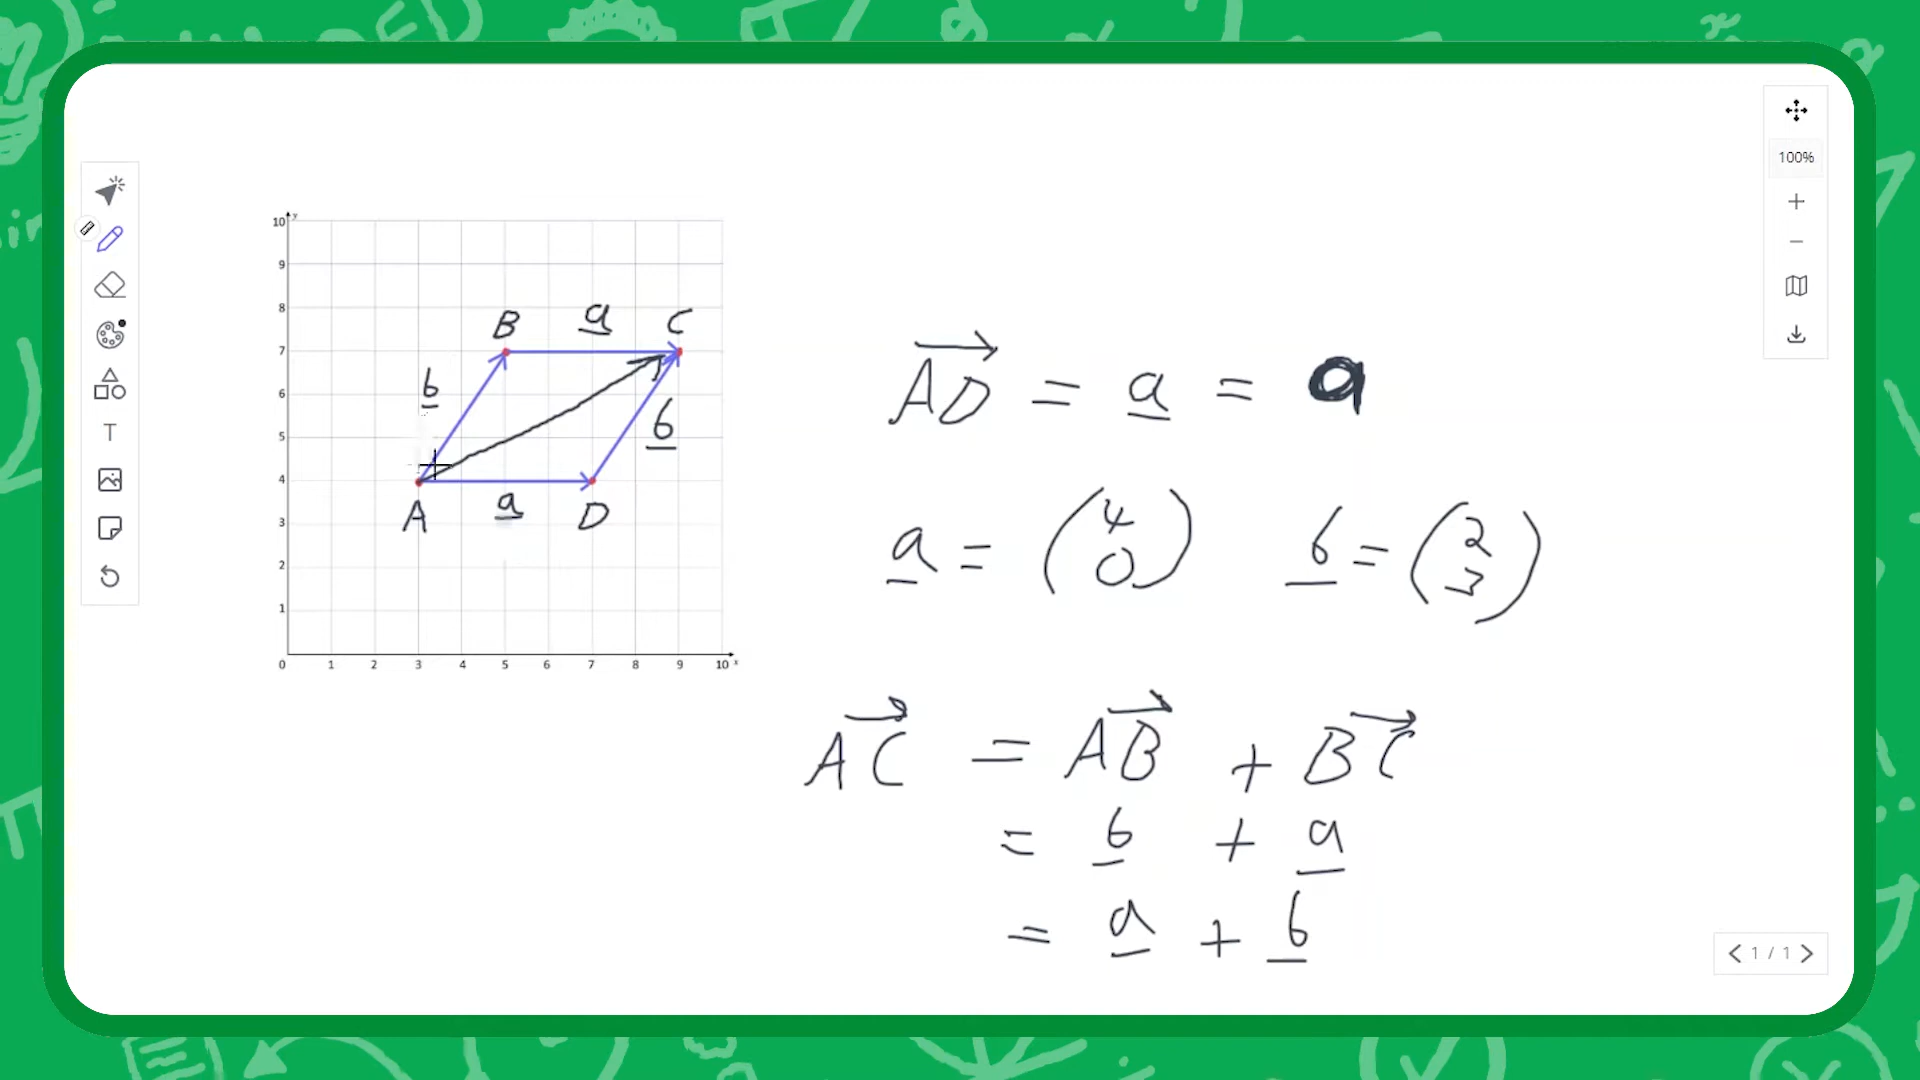 100%
10 y
9
8
7
6
5
4
3
2
1
0 1 2 3 4 5 6 7 8 9 10 x
B a C
b
b
A a D
AD = a = a
a = (4 0) b = (2 3)
AC = AB + BC
= b + a
= a + b
T
1 / 1